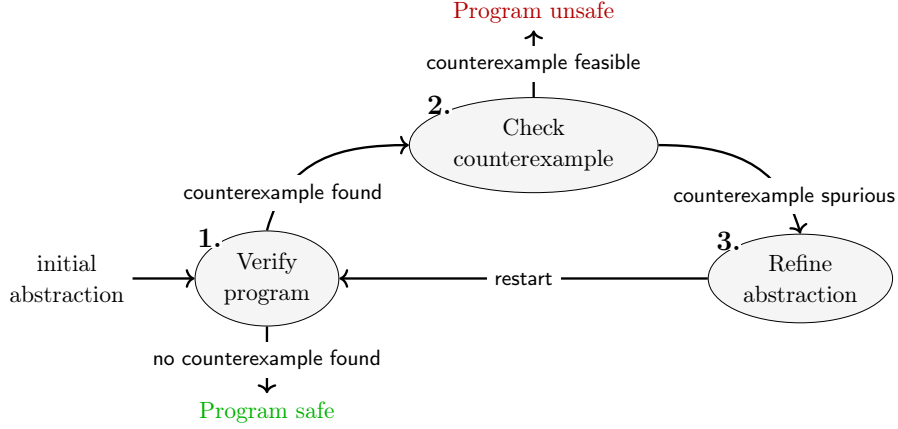 Program unsafe
counterexample feasible
2.
Check
counterexample
counterexample found
counterexample spurious
1.
Verify
program
3.
Refine
abstraction
initial
abstraction
restart
no counterexample found
Program safe